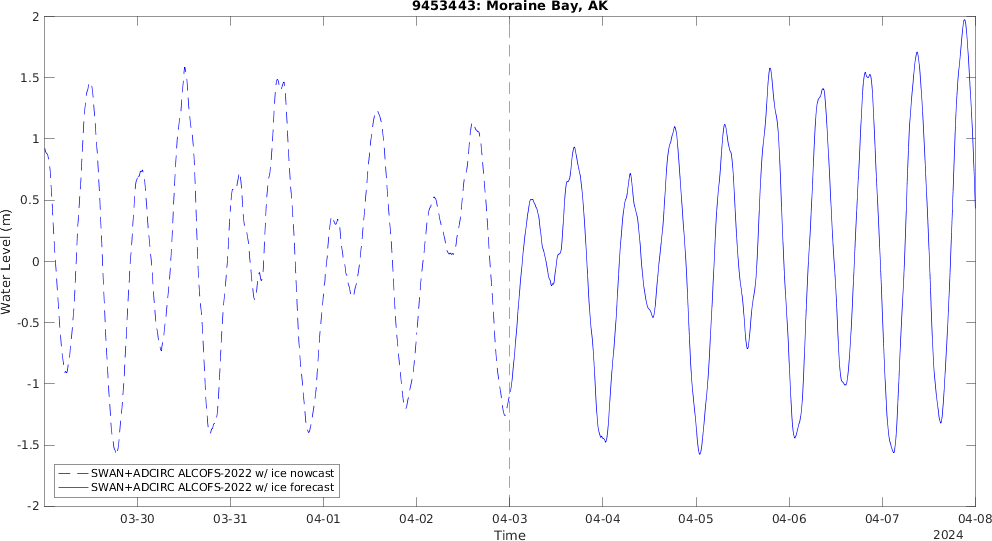 9453443: Moraine Bay, AK
Water Level (m)
2
1.5
1
0.5
0
-0.5
-1
-1.5
-2
SWAN+ADCIRC ALCOFS-2022 w/ ice nowcast
SWAN+ADCIRC ALCOFS-2022 w/ ice forecast
03-30 03-31 04-01 04-02 04-03 04-04 04-05 04-06 04-07 04-08
Time
2024